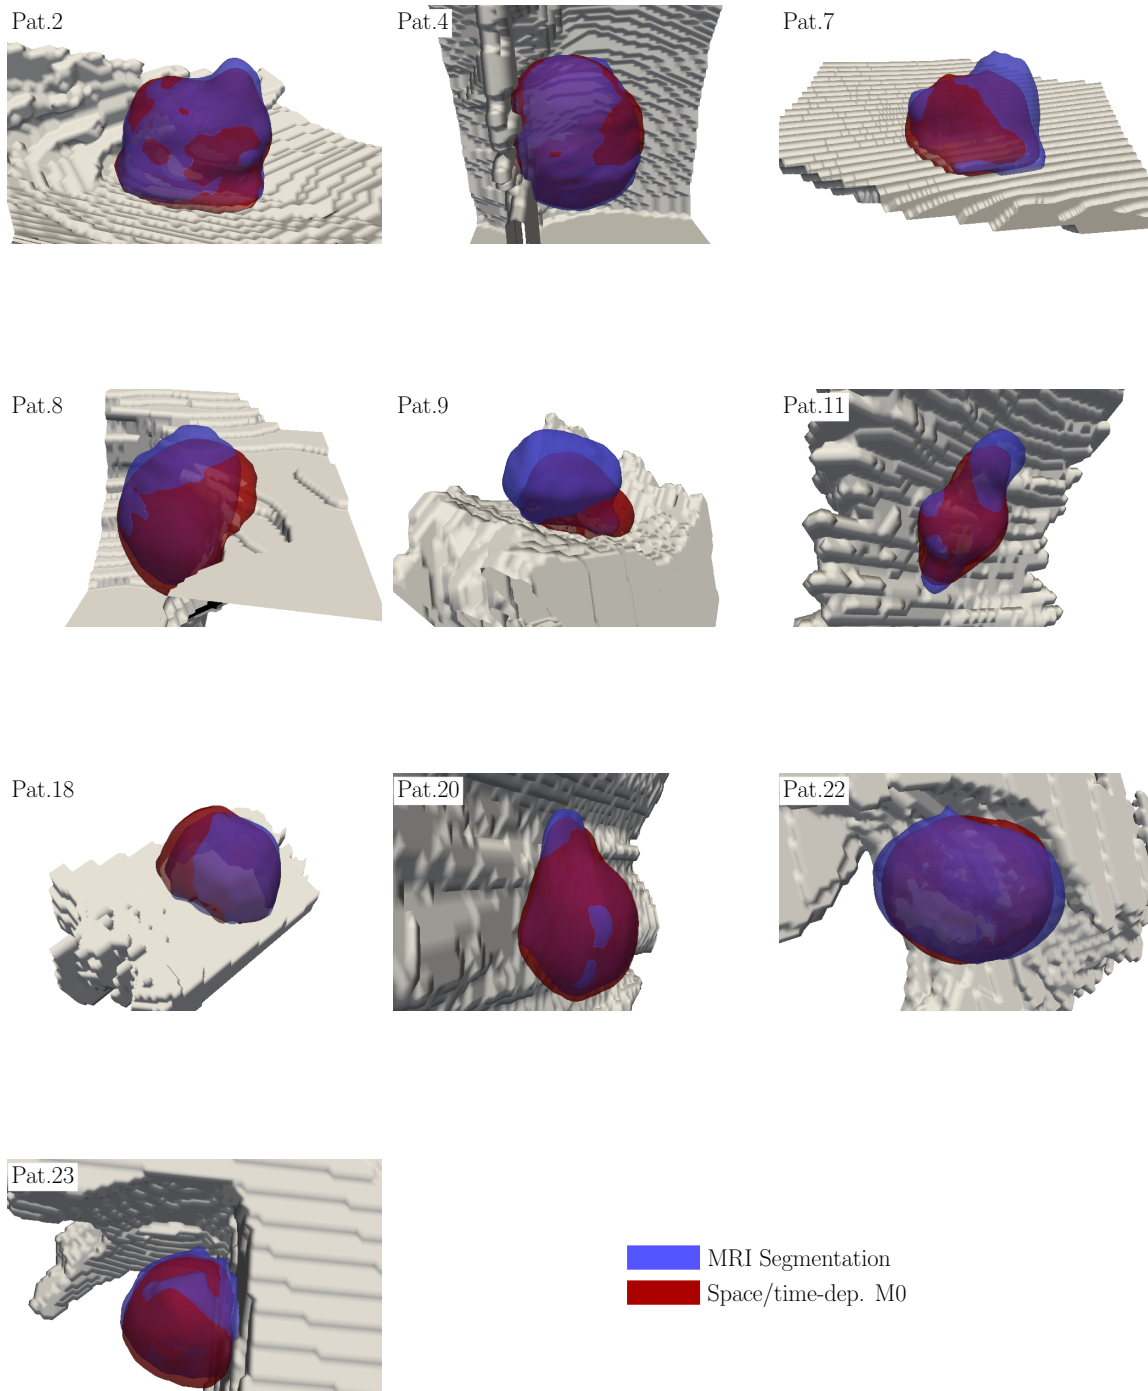 Pat.2
Pat.4
Pat.7
Pat.8
Pat.9
Pat.11
Pat.18
Pat.20
Pat.22
Pat.23
MRI Segmentation
Space/time-dep. M0